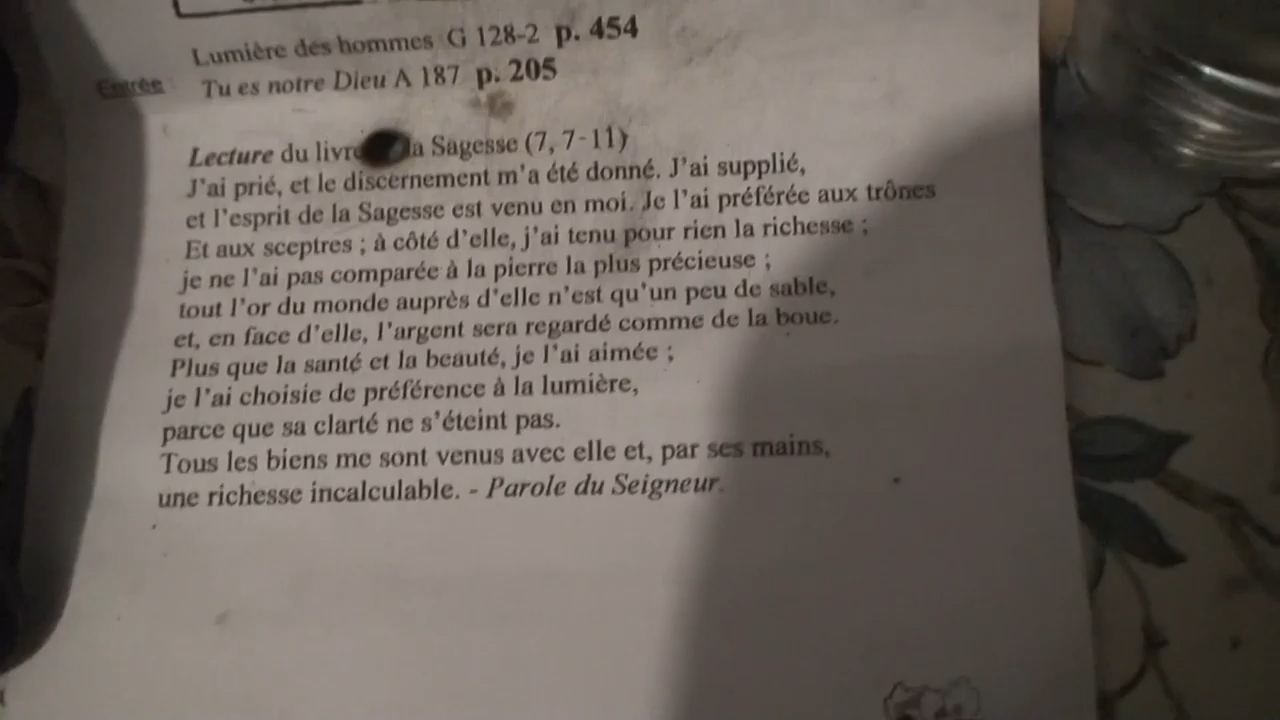 Lumière des hommes G 128-2 p. 454
Entrée : Tu es notre Dieu A 187 p. 205
Lecture du livre la Sagesse (7, 7-11)
J'ai prié, et le discernement m'a été donné. J'ai supplié,
et l'esprit de la Sagesse est venu en moi. Je l'ai préférée aux trônes
Et aux sceptres ; à côté d'elle, j'ai tenu pour rien la richesse ;
je ne l'ai pas comparée à la pierre la plus précieuse ;
tout l'or du monde auprès d'elle n'est qu'un peu de sable,
et, en face d'elle, l'argent sera regardé comme de la boue.
Plus que la santé et la beauté, je l'ai aimée ;
je l'ai choisie de préférence à la lumière,
parce que sa clarté ne s'éteint pas.
Tous les biens me sont venus avec elle et, par ses mains,
une richesse incalculable. - Parole du Seigneur.